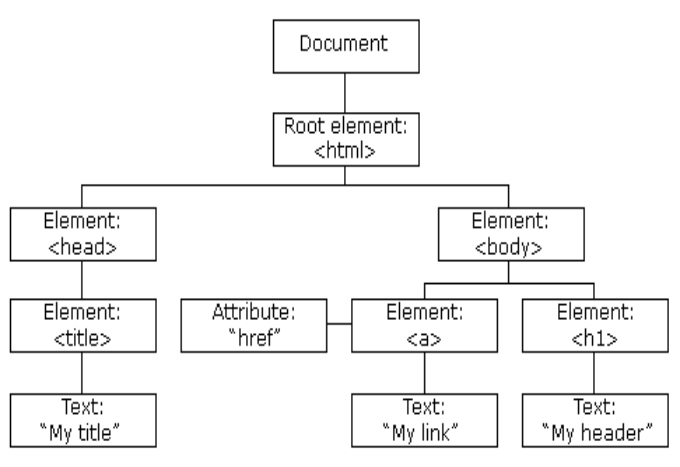 Document
Root element:
<html>
Element:
<head>
Element:
<body>
Element:
<title>
Attribute:
“href”
Element:
<a>
Element:
<h1>
Text:
“My title”
Text:
“My link”
Text:
“My header”